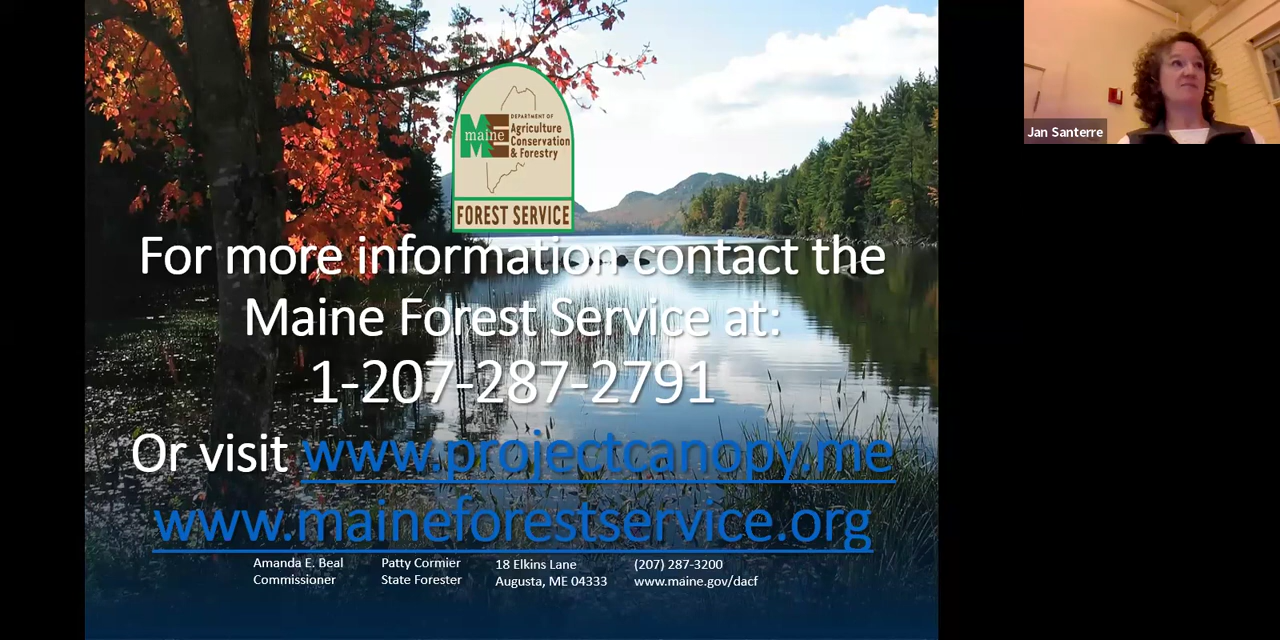 DEPARTMENT OF
maine
Agriculture
Conservation
& Forestry
FOREST SERVICE
For more information contact the
Maine Forest Service at:
1-207-287-2791
Or visit www.projectcanopy.me
www.maineforestservice.org
Amanda E. Beal
Commissioner
Patty Cormier
State Forester
18 Elkins Lane
Augusta, ME 04333
(207) 287-3200
www.maine.gov/dacf
Jan Santerre